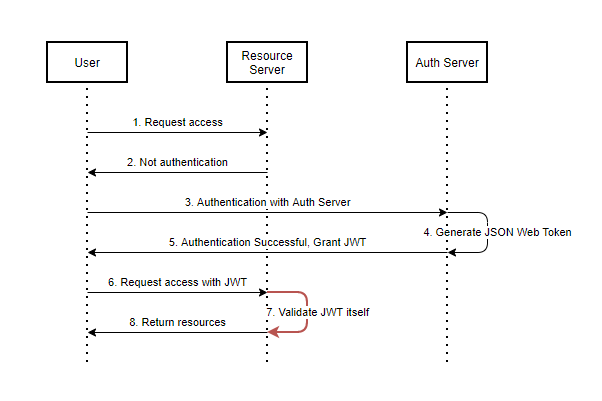 User
Resource
Server
Auth Server
1. Request access
2. Not authentication
3. Authentication with Auth Server
4. Generate JSON Web Token
5. Authentication Successful, Grant JWT
6. Request access with JWT
7. Validate JWT itself
8. Return resources